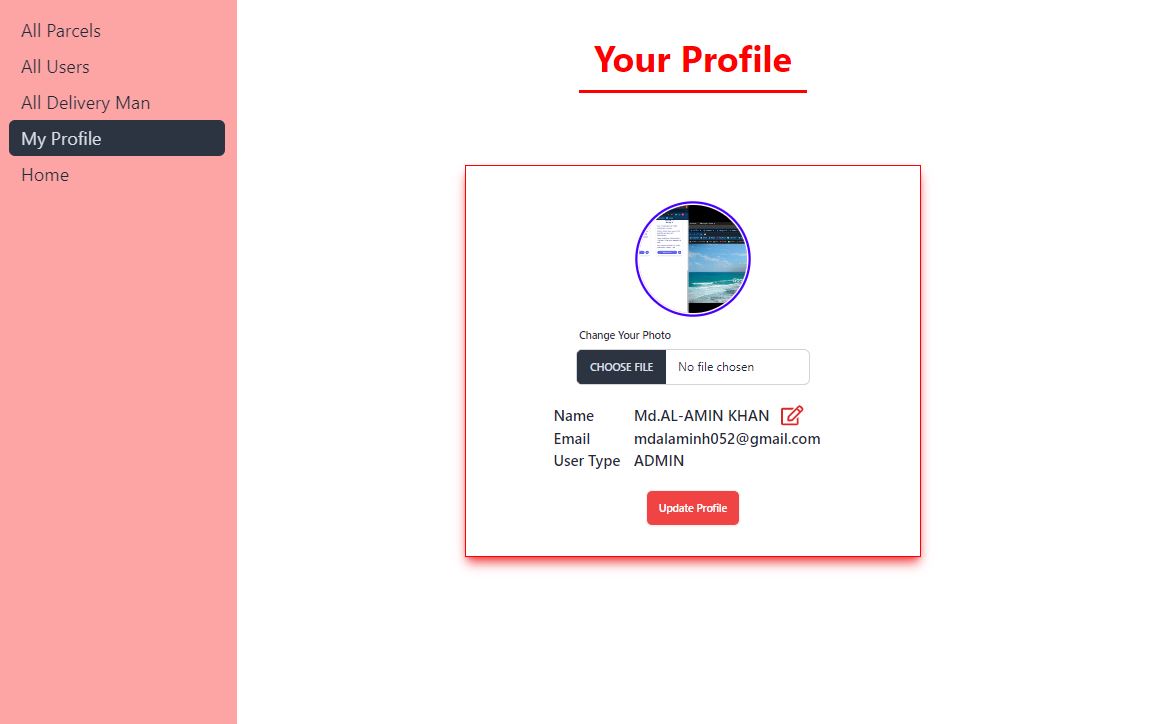 All Parcels
All Users
All Delivery Man
My Profile
Home
Your Profile
Change Your Photo
CHOOSE FILE No file chosen
Name Md.AL-AMIN KHAN
Email mdalaminh052@gmail.com
User Type ADMIN
Update Profile